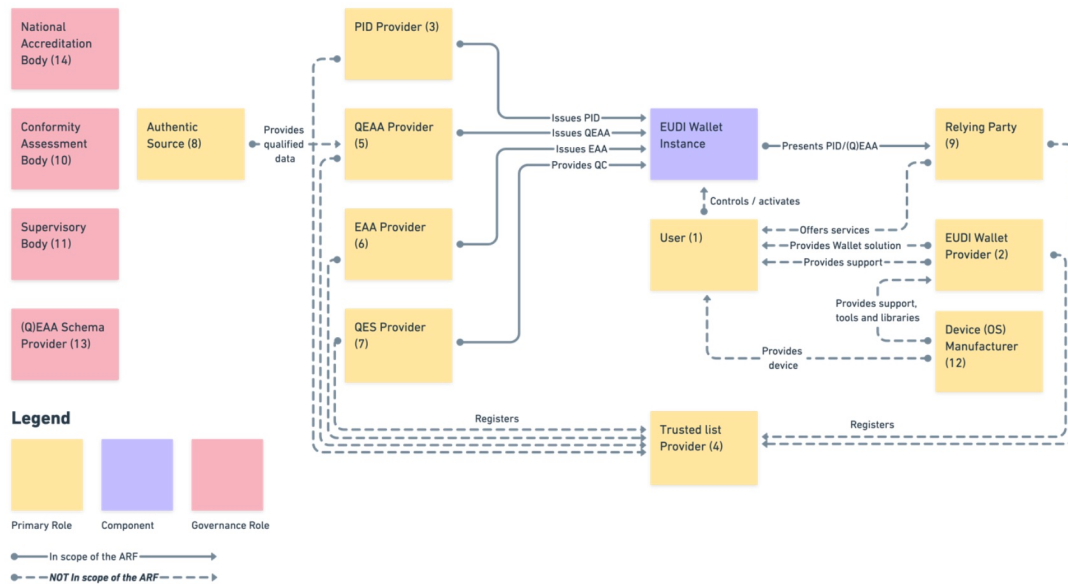 National
Accreditation
Body (14)
Conformity
Assessment
Body (10)
Supervisory
Body (11)
(Q)EAA Schema
Provider (13)
Authentic
Source (8)
Provides
qualified
data
PID Provider (3)
QEAA Provider
(5)
EAA Provider
(6)
QES Provider
(7)
Issues PID
Issues QEAA
Issues EAA
Provides QC
EUDI Wallet
Instance
Presents PID/(Q)EAA
Relying Party
(9)
Controls / activates
User (1)
Offers services
Provides Wallet solution
Provides support
EUDI Wallet
Provider (2)
Provides support,
tools and libraries
Device (OS)
Manufacturer
(12)
Provides
device
Registers
Trusted list
Provider (4)
Registers
Legend
Primary Role
Component
Governance Role
In scope of the ARF
NOT In scope of the ARF